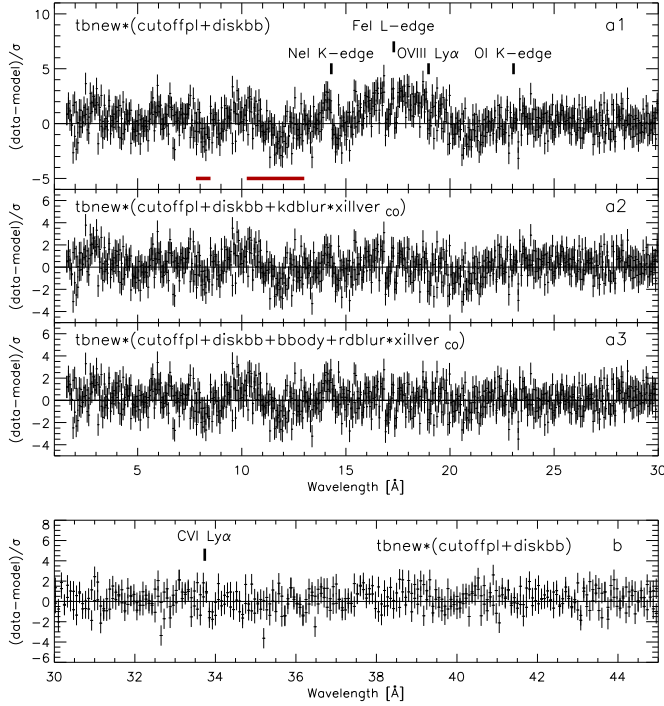 tbnew*(cutoffpl+diskbb)
FeI L-edge
a1
NeI K-edge
OVIII Lyα
OI K-edge
(data-model)/σ
10
5
0
-5
tbnew*(cutoffpl+diskbb+kdblur*xillver CO)
a2
(data-model)/σ
6
4
2
0
-2
-4
tbnew*(cutoffpl+diskbb+bbody+rdblur*xillver CO)
a3
(data-model)/σ
6
4
2
0
-2
-4
5 10 15 20 25 30
Wavelength [Å]
CVI Lyα
tbnew*(cutoffpl+diskbb)
b
(data-model)/σ
8
6
4
2
0
-2
-4
-6
30 32 34 36 38 40 42 44
Wavelength [Å]